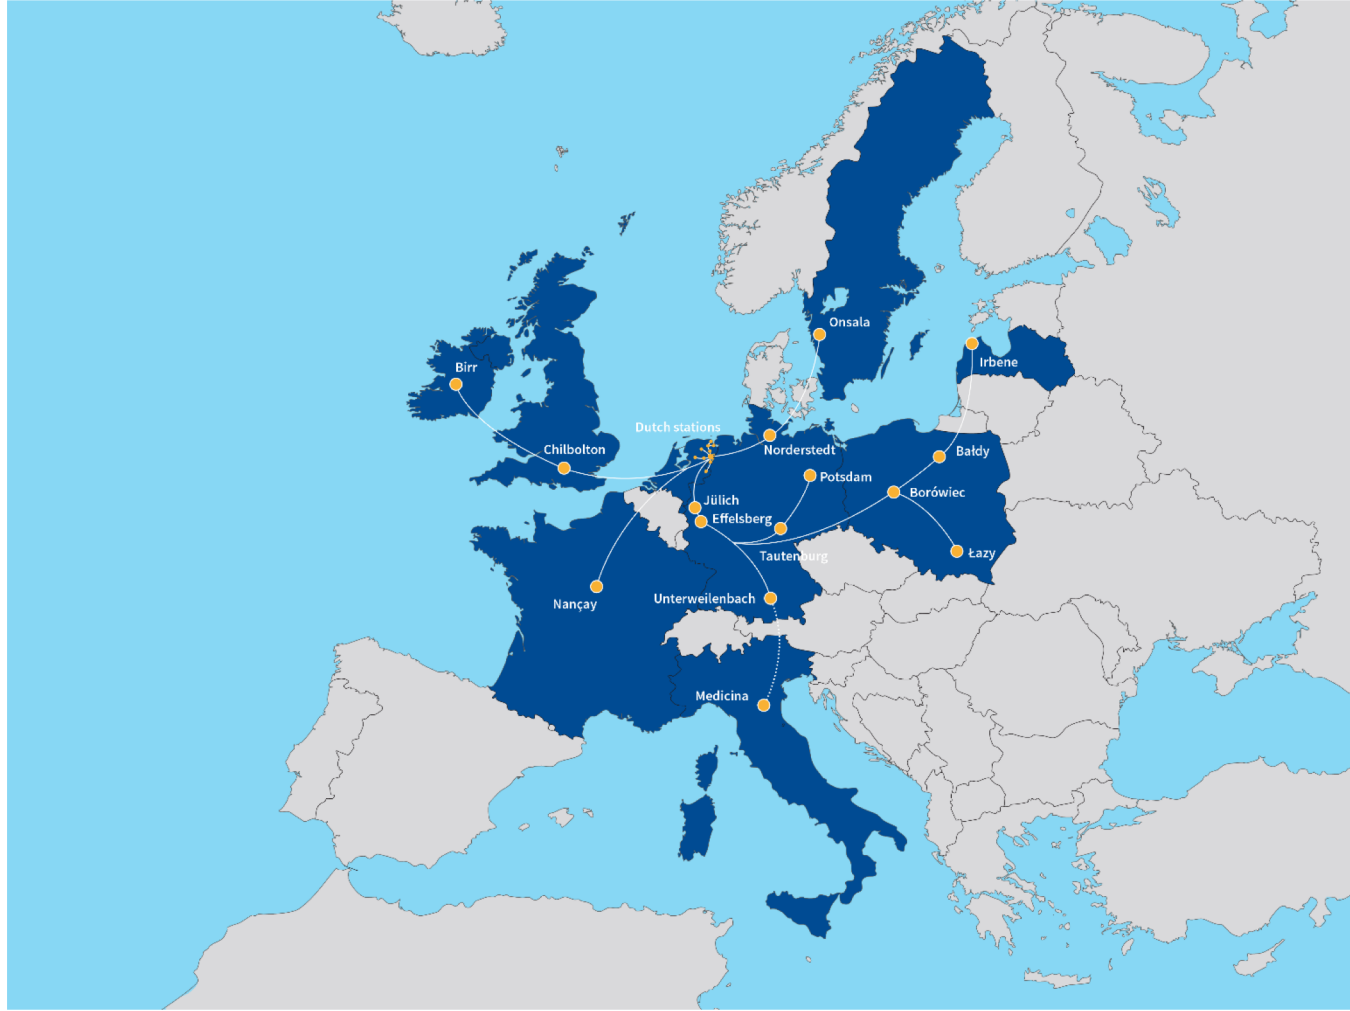 Onsala
Irbene
Birr
Dutch stations
Chilbolton
Norderstedt
Bałdy
Potsdam
Borówiec
Jülich
Effelsberg
Tautenburg
Łazy
Unterweilenbach
Nançay
Medicina